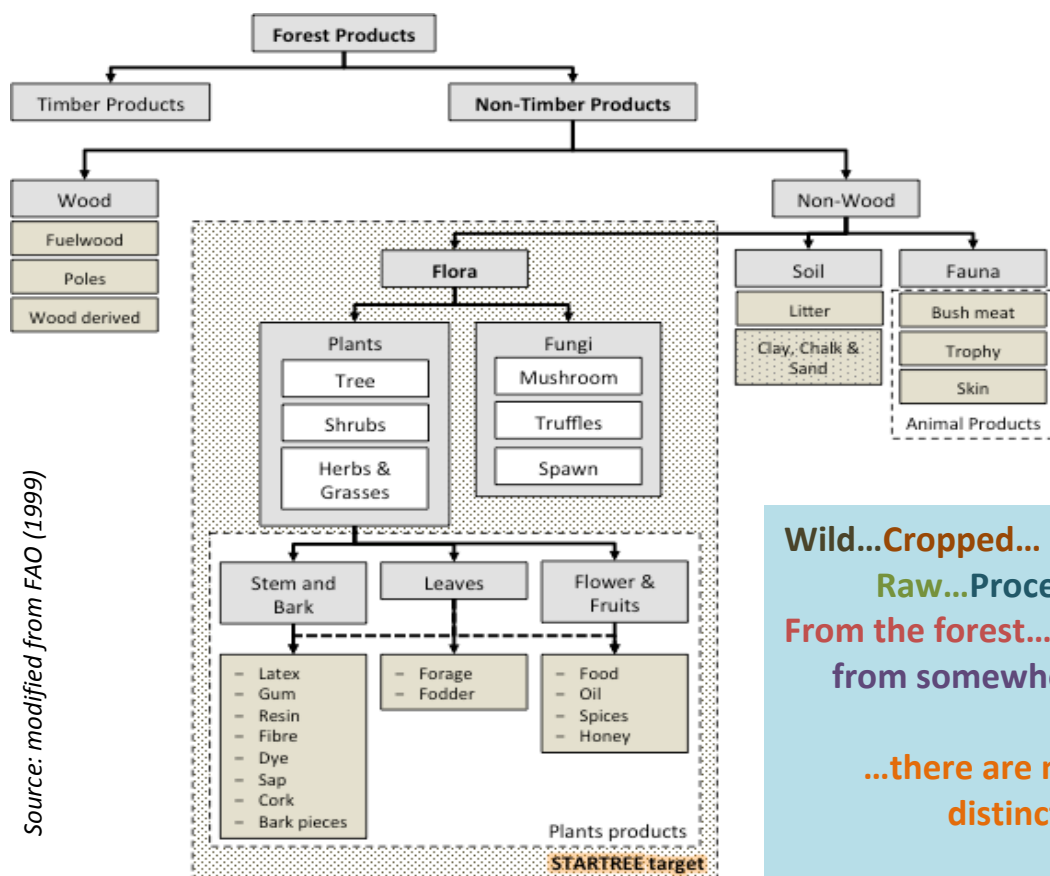 Forest Products
Timber Products
Non-Timber Products
Wood
Fuelwood
Poles
Wood derived
Non-Wood
Flora
Soil
Litter
Clay, Chalk &
Sand
Fauna
Bush meat
Trophy
Skin
Animal Products
Plants
Tree
Shrubs
Herbs &
Grasses
Fungi
Mushroom
Truffles
Spawn
Stem and
Bark
Leaves
Flower &
Fruits
– Latex
– Gum
– Resin
– Fibre
– Dye
– Sap
– Cork
– Bark pieces
– Forage
– Fodder
– Food
– Oil
– Spices
– Honey
Plants products
STARTREE target
Source: modified from FAO (1999)
Wild...Cropped...
Raw...
From the forest...
from
...there are